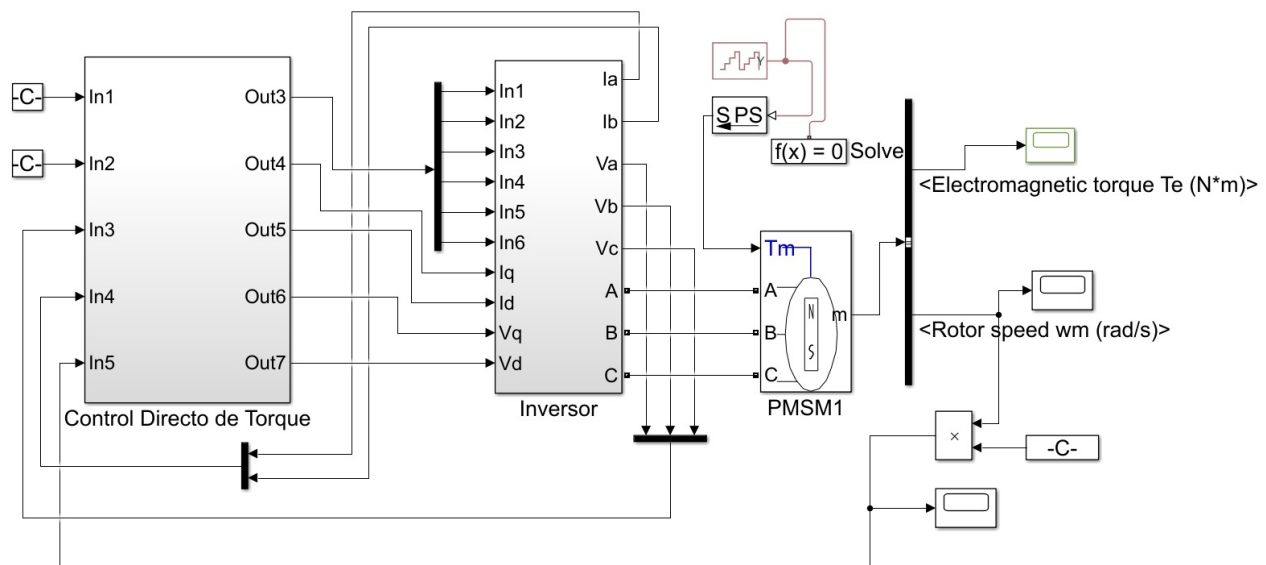 -C-
-C-
In1
In2
In3
In4
In5
Out3
Out4
Out5
Out6
Out7
Control Directo de Torque
In1
In2
In3
In4
In5
In6
Iq
Id
Vq
Vd
Ia
Ib
Va
Vb
Vc
A
B
C
Inversor
Y
S PS
f(x) = 0 Solve
Tm
A
B
C
N
S
m
PMSM1
<Electromagnetic torque Te (N*m)>
<Rotor speed wm (rad/s)>
×
-C-